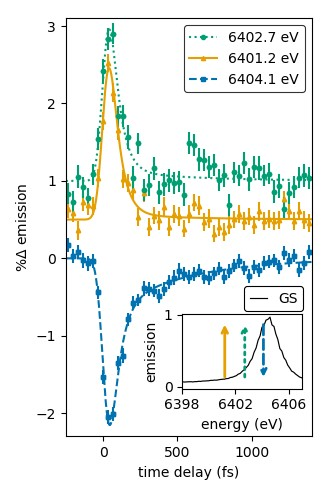 3
2
1
0
−1
−2
%Δ emission
6402.7 eV
6401.2 eV
6404.1 eV
GS
1
0
emission
6398 6402 6406
energy (eV)
0 500 1000
time delay (fs)